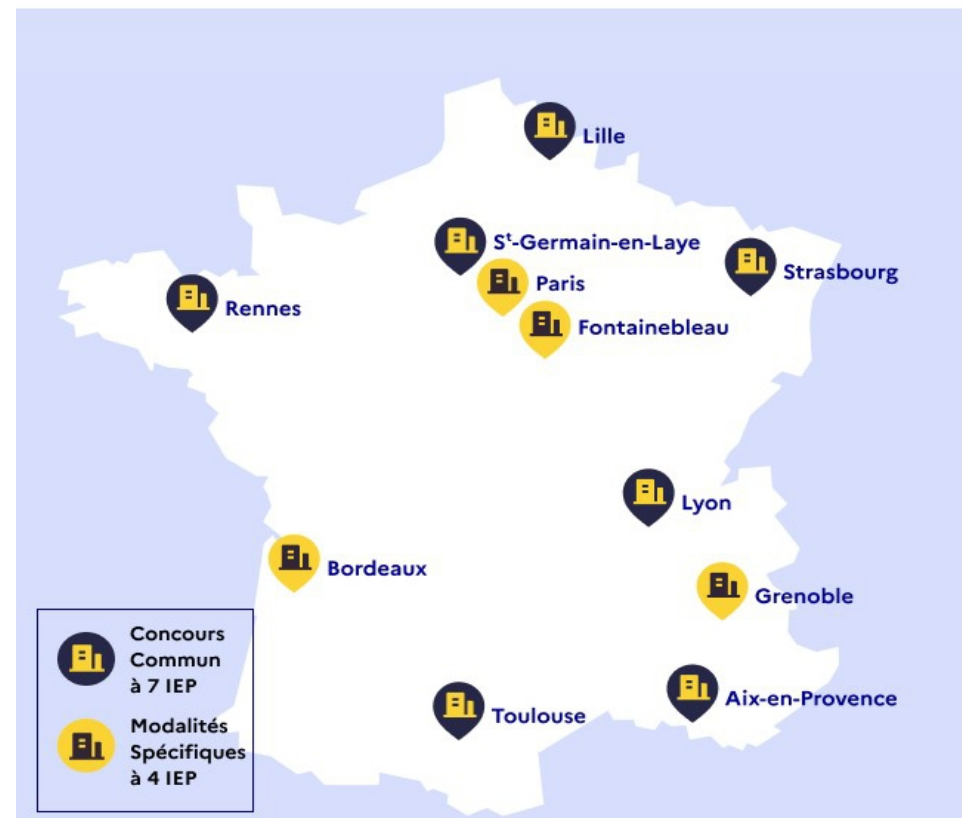 Lille
Sᵗ-Germain-en-Laye
Strasbourg
Paris
Rennes
Fontainebleau
Lyon
Bordeaux
Grenoble
Aix-en-Provence
Toulouse
Concours
Commun
à 7 IEP
Modalités
Spécifiques
à 4 IEP